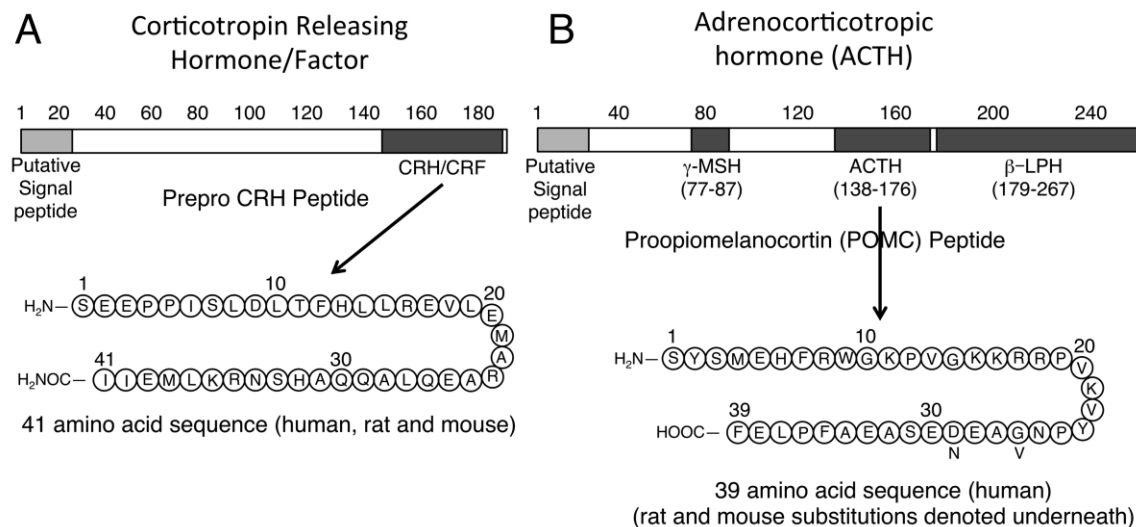 A
Corticotropin Releasing
Hormone/Factor
1 20 40 60 80 100 120 140 160 180
Putative
Signal
peptide
CRH/CRF
Prepro CRH Peptide
1 10 20
H₂N– S E E P P I S L D L T F H L L R E V L
E
M
A
R
41 30
H₂NOC– I I E M L K R N S H A Q Q A L Q E A
41 amino acid sequence (human, rat and mouse)
B
Adrenocorticotropic
hormone (ACTH)
1 40 80 120 160 200 240
Putative
Signal
peptide
γ-MSH
(77-87)
ACTH
(138-176)
β–LPH
(179-267)
Proopiomelanocortin (POMC) Peptide
1 10 20
H₂N– S Y S M E H F R W G K P V G K K R R P
V
K
V
Y
39 30
HOOC– F E L P F A E A S E D E A G N P
N V
39 amino acid sequence (human)
(rat and mouse substitutions denoted underneath)